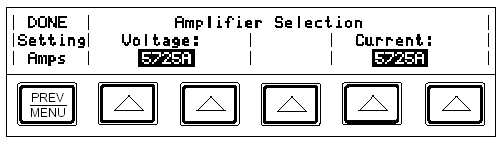 DONE Amplifier Selection
Setting Voltage: Current:
Amps 5725A 5725A
PREV
MENU